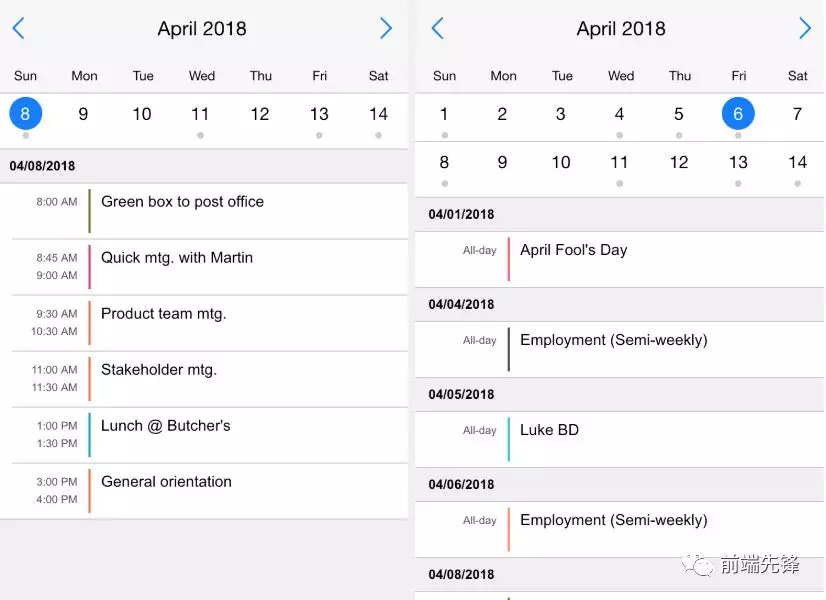 April 2018
Sun Mon Tue Wed Thu Fri Sat
8 9 10 11 12 13 14
04/08/2018
8:00 AM Green box to post office
8:45 AM Quick mtg. with Martin
9:00 AM
9:30 AM Product team mtg.
10:30 AM
11:00 AM Stakeholder mtg.
11:30 AM
1:00 PM Lunch @ Butcher's
1:30 PM
3:00 PM General orientation
4:00 PM
April 2018
Sun Mon Tue Wed Thu Fri Sat
1 2 3 4 5 6 7
8 9 10 11 12 13 14
04/01/2018
All-day April Fool's Day
04/04/2018
All-day Employment (Semi-weekly)
04/05/2018
All-day Luke BD
04/06/2018
All-day Employment (Semi-weekly)
04/08/2018
前端先锋